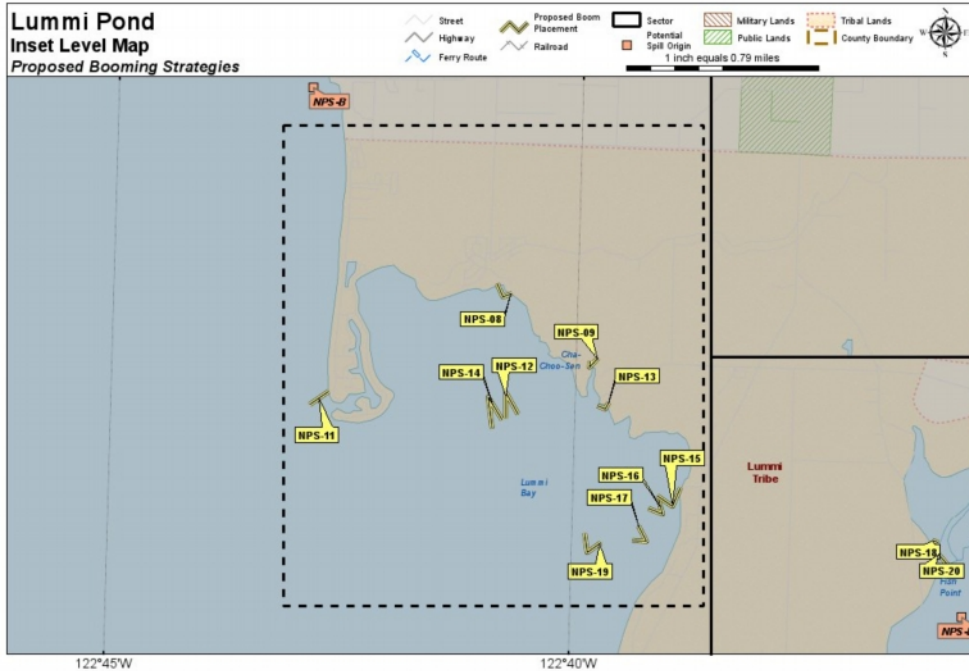 Lummi Pond
Inset Level Map
Proposed Booming Strategies
Street
Highway
Ferry Route
Proposed Boom
Placement
Railroad
Sector
Potential
Spill Origin
Military Lands
Public Lands
Tribal Lands
County Boundary
N
W
E
S
1 inch equals 0.79 miles
NPS-B
NPS-08
NPS-09
Cha-
Choo-Sen
NPS-12
NPS-14
NPS-13
NPS-11
NPS-15
NPS-16
Lummi
Tribe
Lummi
Bay
NPS-17
NPS-18
NPS-19
NPS-20
Point
122°45'W
122°40'W